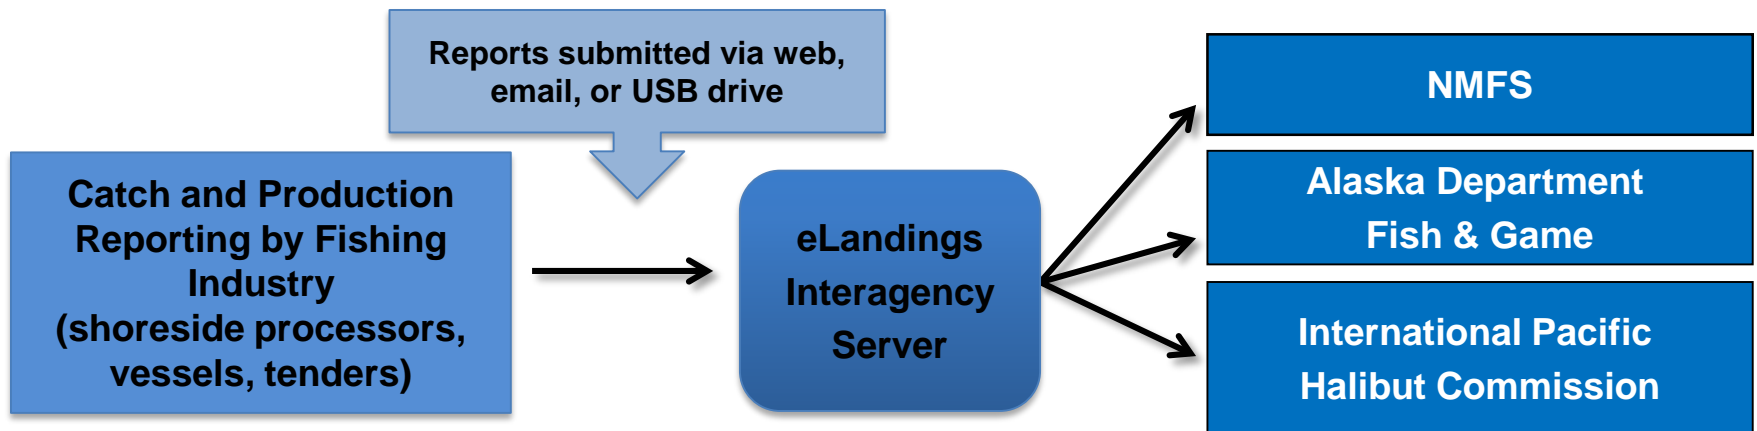 Reports submitted via web,
email, or USB drive
Catch and Production
Reporting by Fishing
Industry
(shoreside processors,
vessels, tenders)
eLandings
Interagency
Server
NMFS
Alaska Department
Fish & Game
International Pacific
Halibut Commission